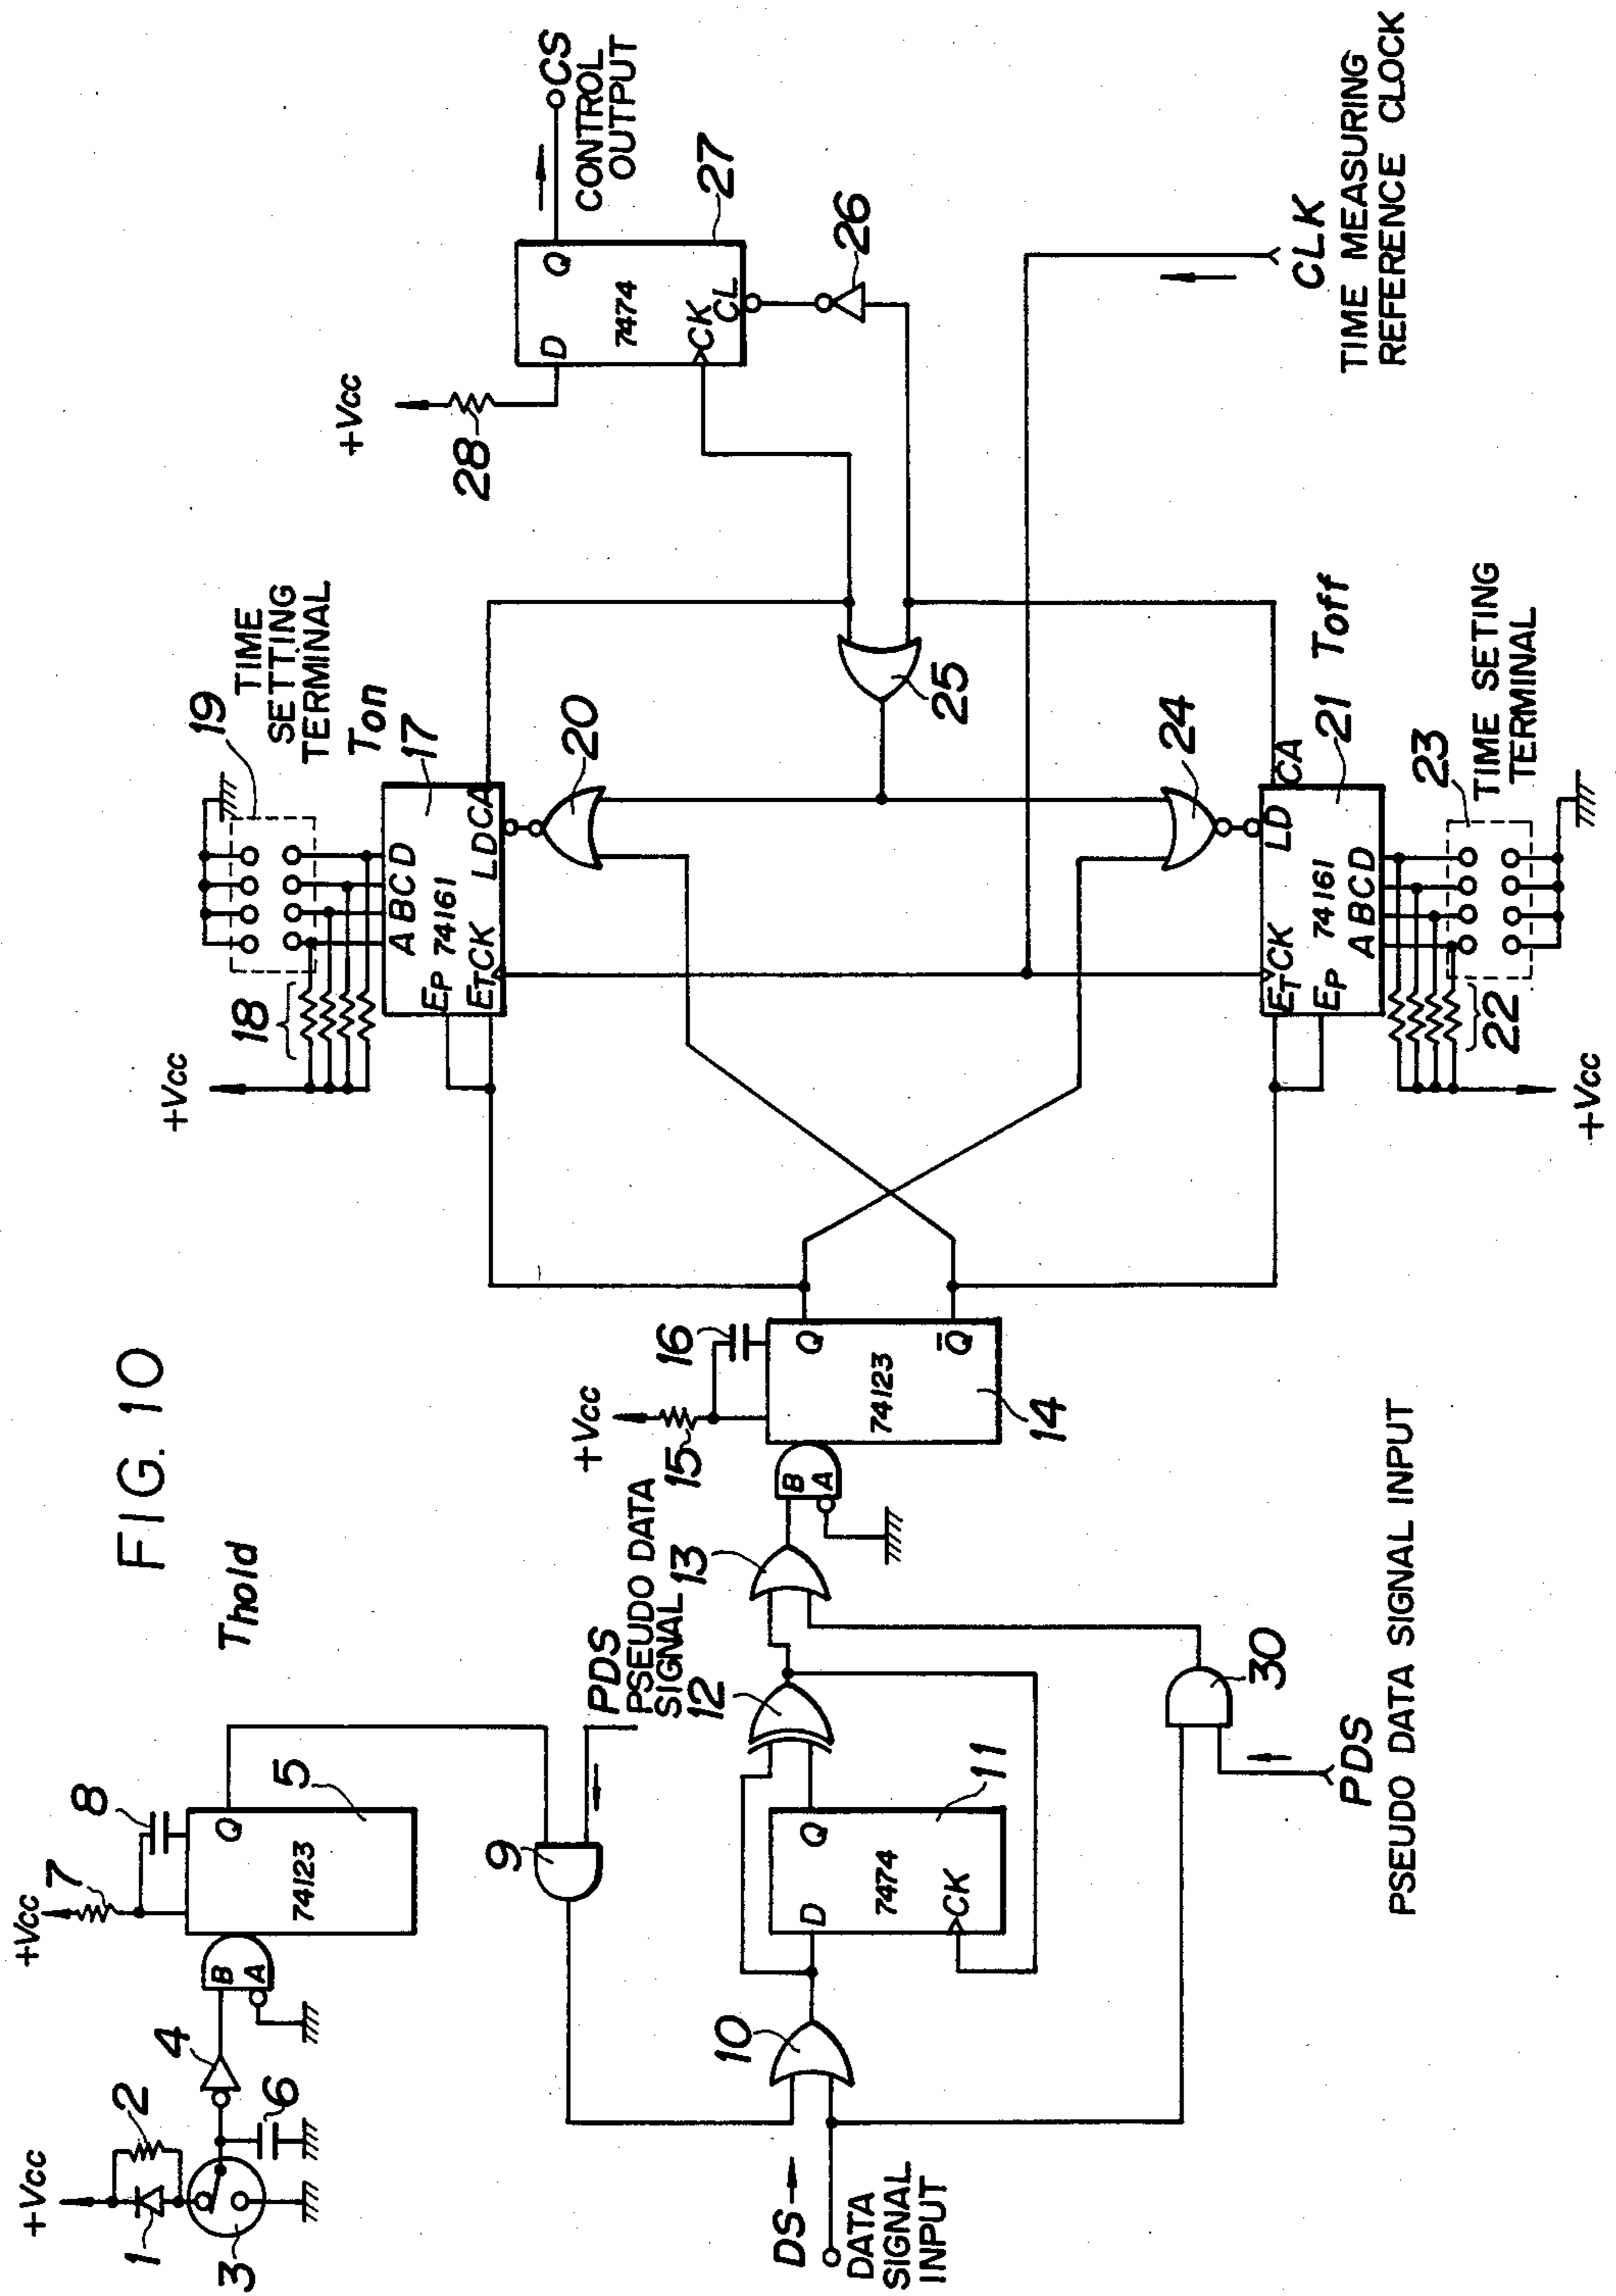 FIG. 10
Thold
+Vcc
1
2
3
4
6
+Vcc
7
8
B
A
74123
Q
5
9
PDS
PSEUDO DATA
SIGNAL
DS
DATA
SIGNAL
INPUT
10
D
Q
7474
CK
11
12
13
30
PDS
PSEUDO DATA SIGNAL INPUT
+Vcc
15
16
B
A
74123
Q
Q̅
14
+Vcc
18
19
TIME
SETTING
TERMINAL
Ton
17
A B C D
EP 74161
ET CK LD CA
20
24
25
ET CK LD CA
EP 74161
A B C D
21 Toff
22
23
TIME SETING
TERMINAL
+Vcc
+Vcc
28
D
Q
7474
CK
CL
27
26
CS
CONTROL
OUTPUT
CLK
TIME MEASURING
REFERENCE CLOCK